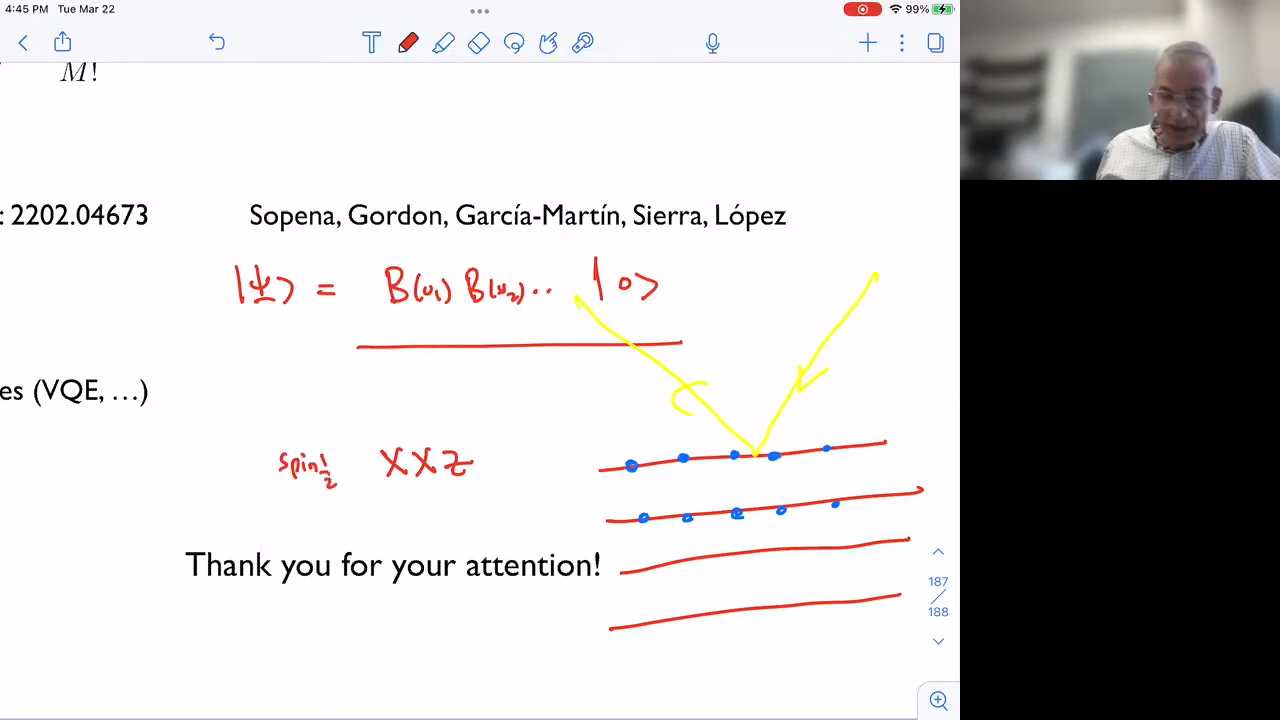 4:45 PM Tue Mar 22
99%
M!
: 2202.04673
Sopena, Gordon, García-Martín, Sierra, López
|Ψ⟩ = B(u₁) B(u₂) .. |0⟩
es (VQE, …)
spin 1/2 XXZ
Thank you for your attention!
187
188